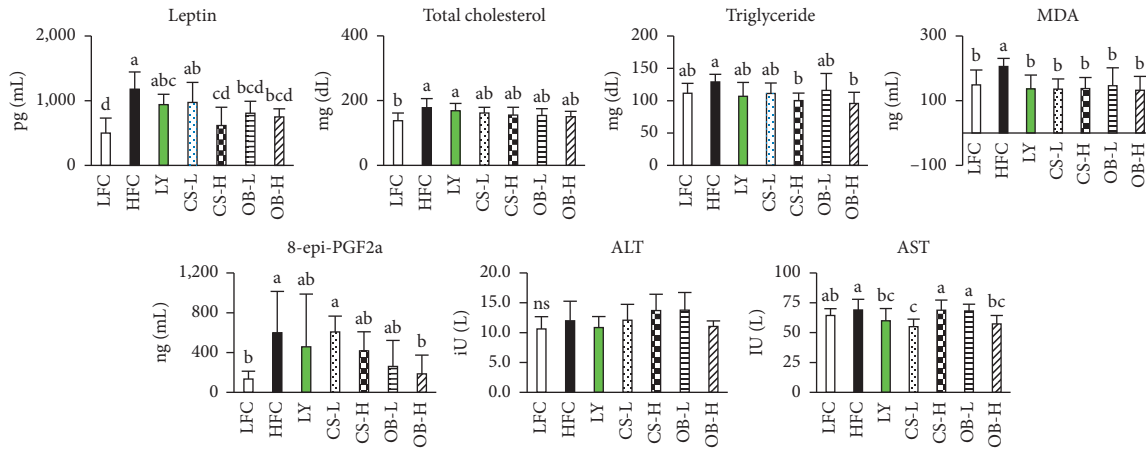 Leptin
pg (mL)
2,000
1,000
0
d
a
abc
ab
cd
bcd
bcd
LFC
HFC
LY
CS-L
CS-H
OB-L
OB-H
Total cholesterol
mg (dL)
400
200
0
b
a
a
ab
ab
ab
ab
LFC
HFC
LY
CS-L
CS-H
OB-L
OB-H
Triglyceride
mg (dL)
200
150
100
50
0
ab
a
ab
ab
b
ab
b
LFC
HFC
LY
CS-L
CS-H
OB-L
OB-H
MDA
ng (mL)
300
100
–100
b
a
b
b
b
b
b
LFC
HFC
LY
CS-L
CS-H
OB-L
OB-H
8-epi-PGF2a
ng (mL)
1,200
800
400
0
b
a
ab
a
ab
ab
b
LFC
HFC
LY
CS-L
CS-H
OB-L
OB-H
ALT
iU (L)
20.0
15.0
10.0
5.0
0.0
ns
LFC
HFC
LY
CS-L
CS-H
OB-L
OB-H
AST
IU (L)
100
75
50
25
0
ab
a
bc
c
a
a
bc
LFC
HFC
LY
CS-L
CS-H
OB-L
OB-H